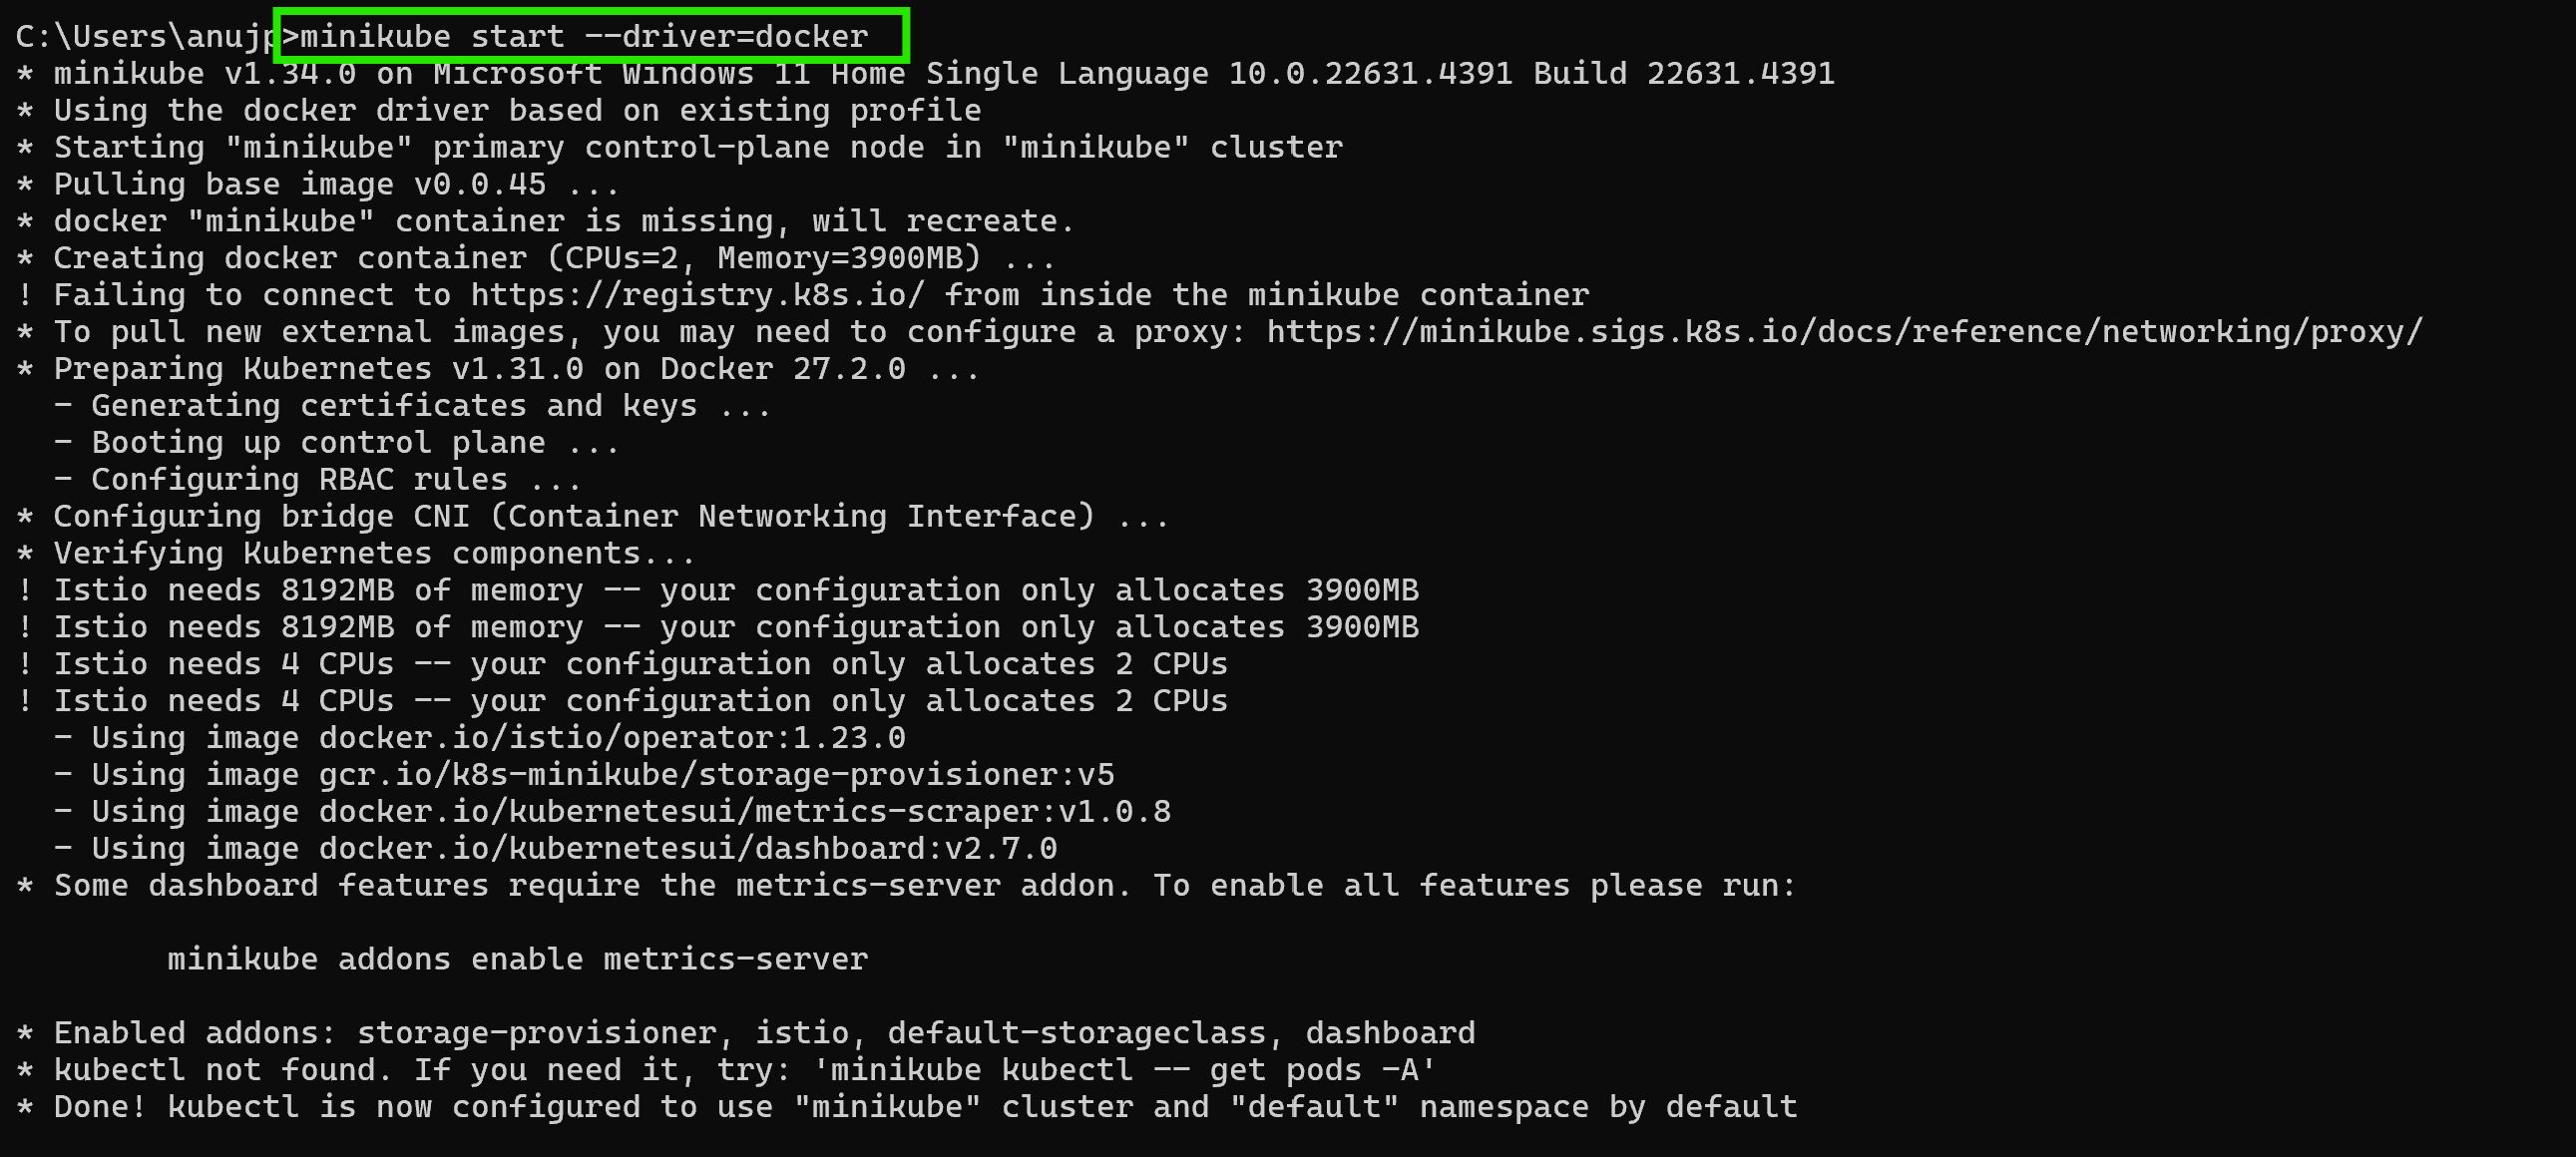 C:\Users\anujp>minikube start --driver=docker
* minikube v1.34.0 on Microsoft Windows 11 Home Single Language 10.0.22631.4391 Build 22631.4391
* Using the docker driver based on existing profile
* Starting "minikube" primary control-plane node in "minikube" cluster
* Pulling base image v0.0.45 ...
* docker "minikube" container is missing, will recreate.
* Creating docker container (CPUs=2, Memory=3900MB) ...
! Failing to connect to https://registry.k8s.io/ from inside the minikube container
* To pull new external images, you may need to configure a proxy: https://minikube.sigs.k8s.io/docs/reference/networking/proxy/
* Preparing Kubernetes v1.31.0 on Docker 27.2.0 ...
  - Generating certificates and keys ...
  - Booting up control plane ...
  - Configuring RBAC rules ...
* Configuring bridge CNI (Container Networking Interface) ...
* Verifying Kubernetes components...
! Istio needs 8192MB of memory -- your configuration only allocates 3900MB
! Istio needs 8192MB of memory -- your configuration only allocates 3900MB
! Istio needs 4 CPUs -- your configuration only allocates 2 CPUs
! Istio needs 4 CPUs -- your configuration only allocates 2 CPUs
  - Using image docker.io/istio/operator:1.23.0
  - Using image gcr.io/k8s-minikube/storage-provisioner:v5
  - Using image docker.io/kubernetesui/metrics-scraper:v1.0.8
  - Using image docker.io/kubernetesui/dashboard:v2.7.0
* Some dashboard features require the metrics-server addon. To enable all features please run:
        minikube addons enable metrics-server
* Enabled addons: storage-provisioner, istio, default-storageclass, dashboard
* kubectl not found. If you need it, try: 'minikube kubectl -- get pods -A'
* Done! kubectl is now configured to use "minikube" cluster and "default" namespace by default